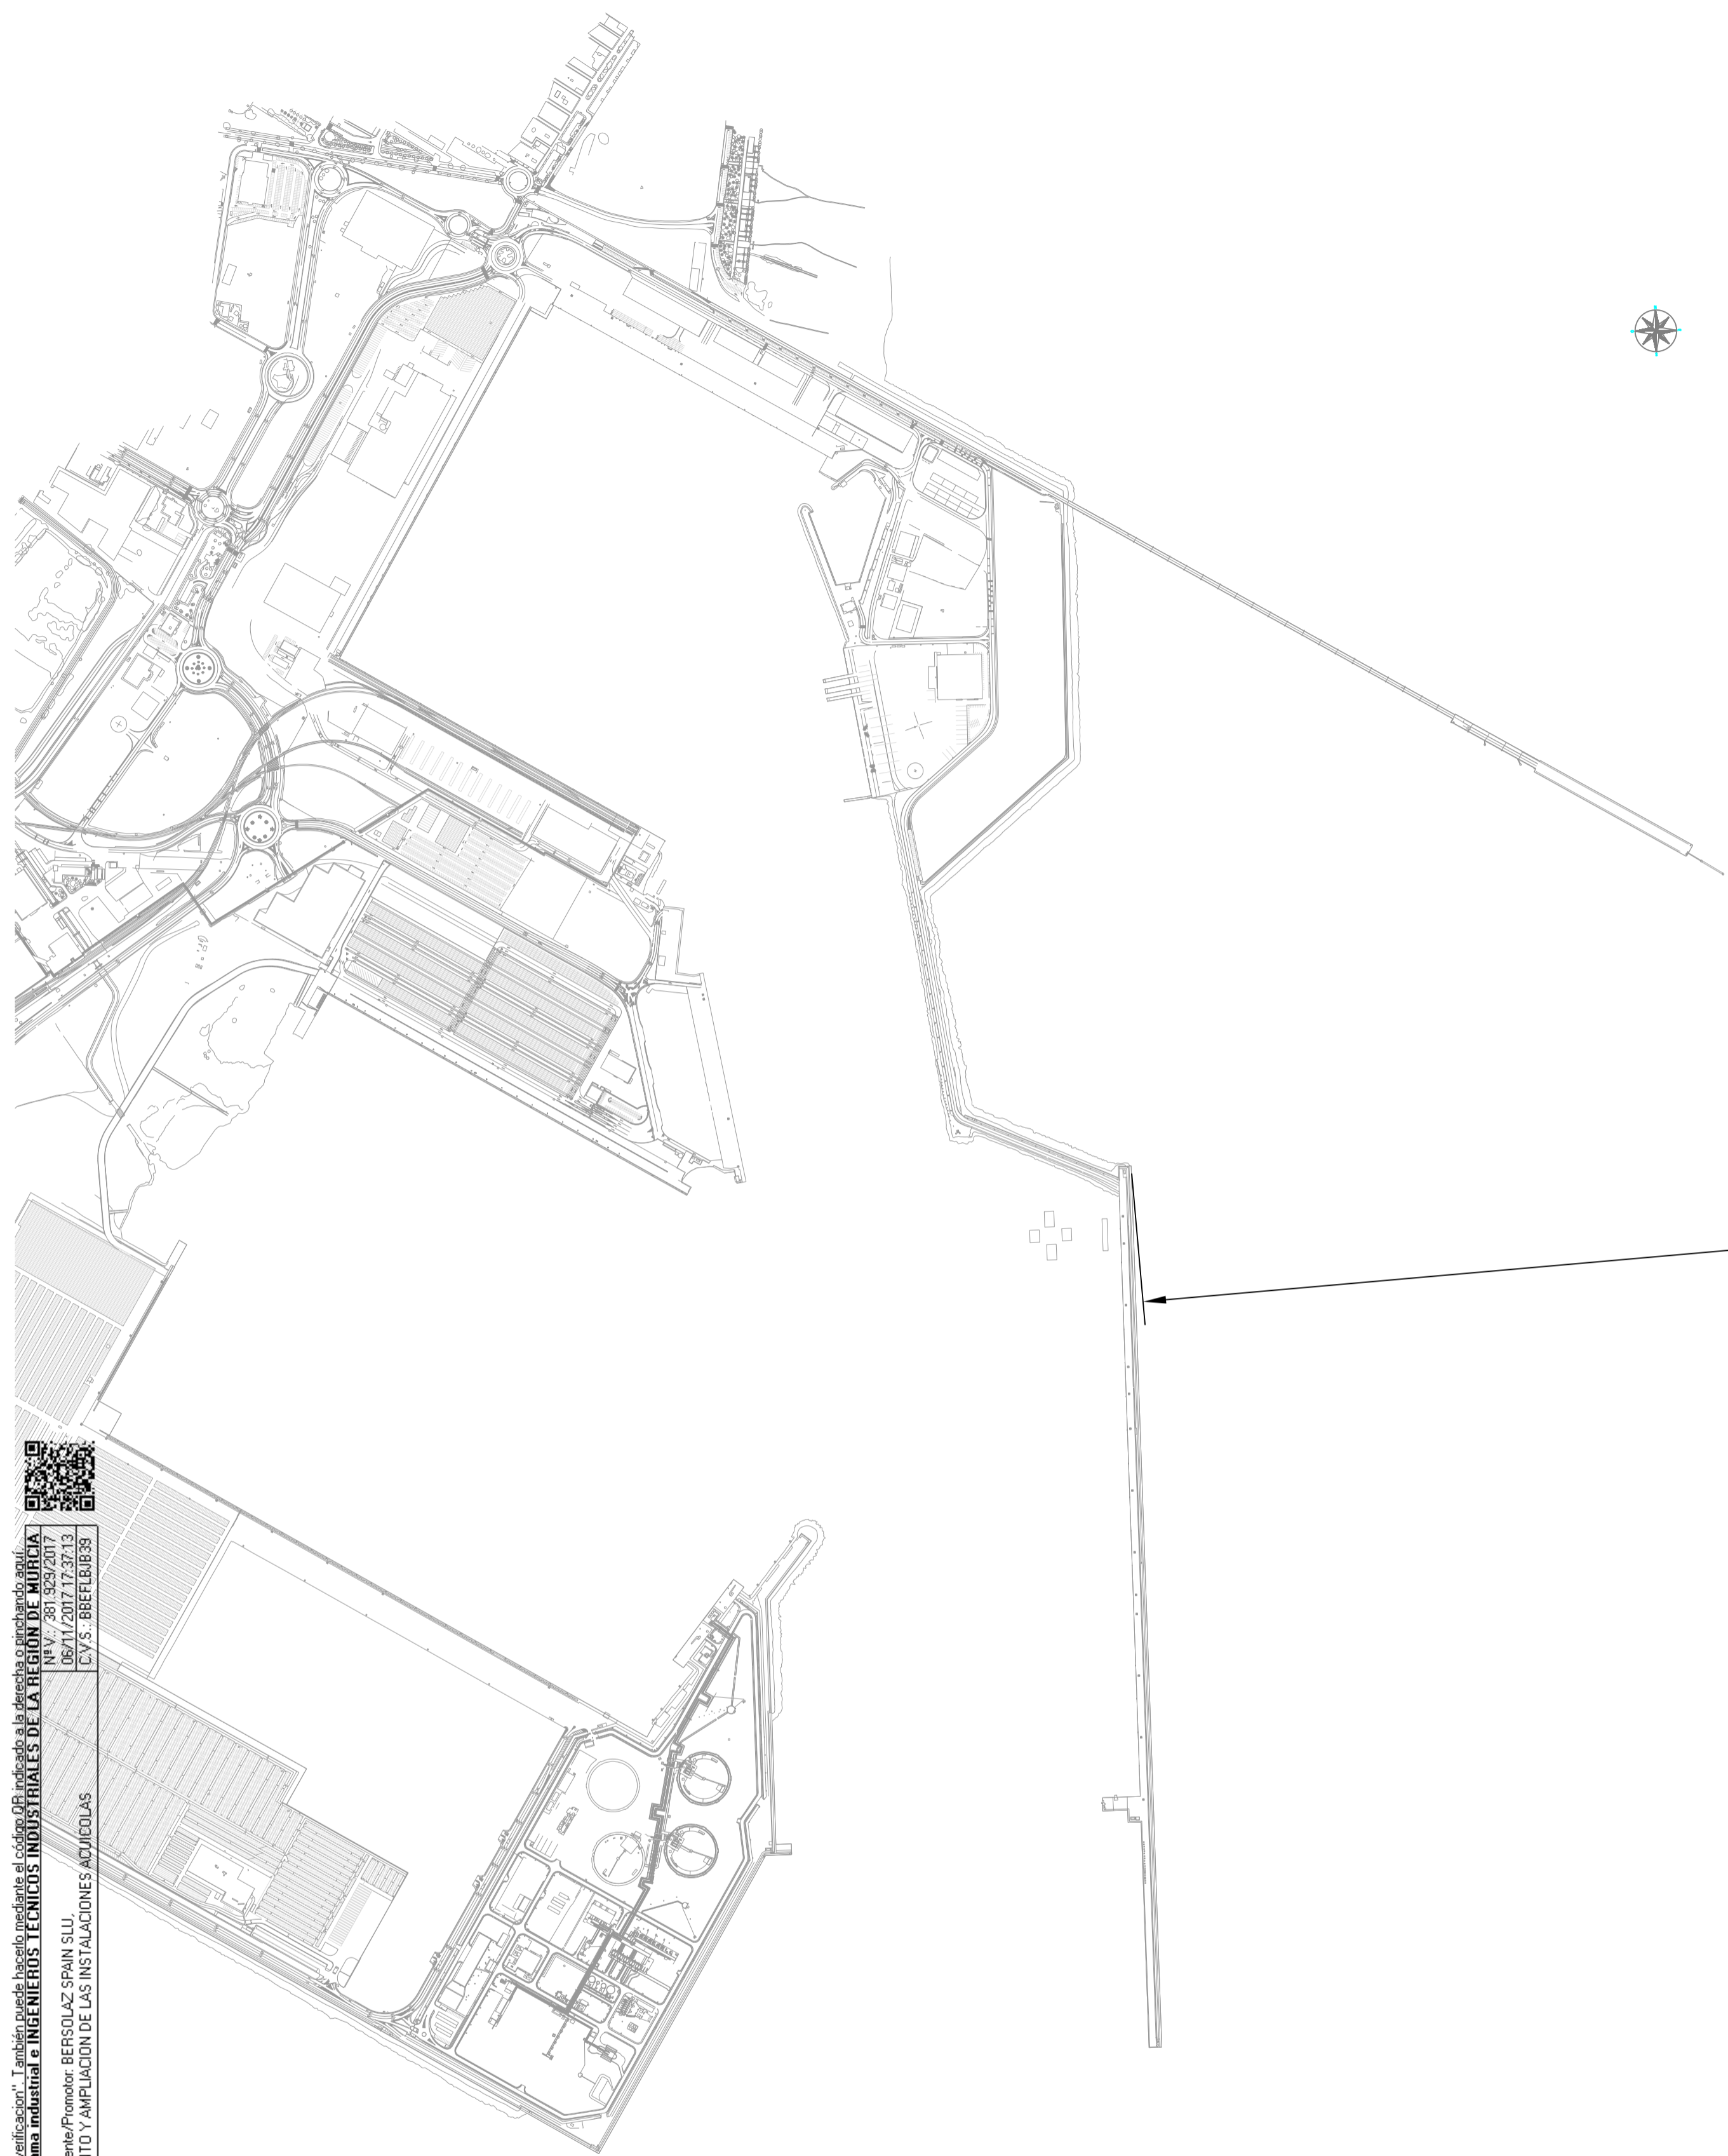 verificacion". También puede hacerlo mediante el código QR indicado a la derecha o pinchando aquí.
ma industrial e INGENIEROS TÉCNICOS INDUSTRIALES DE LA REGIÓN DE MURCIA
Nº V.: 381.929/2017
06/11/2017 17:37:13
C.V.S.: BBEFLBJB39
ente/Promotor: BERSOLAZ SPAIN SLU,
TO Y AMPLIACION DE LAS INSTALACIONES ACUICOLAS